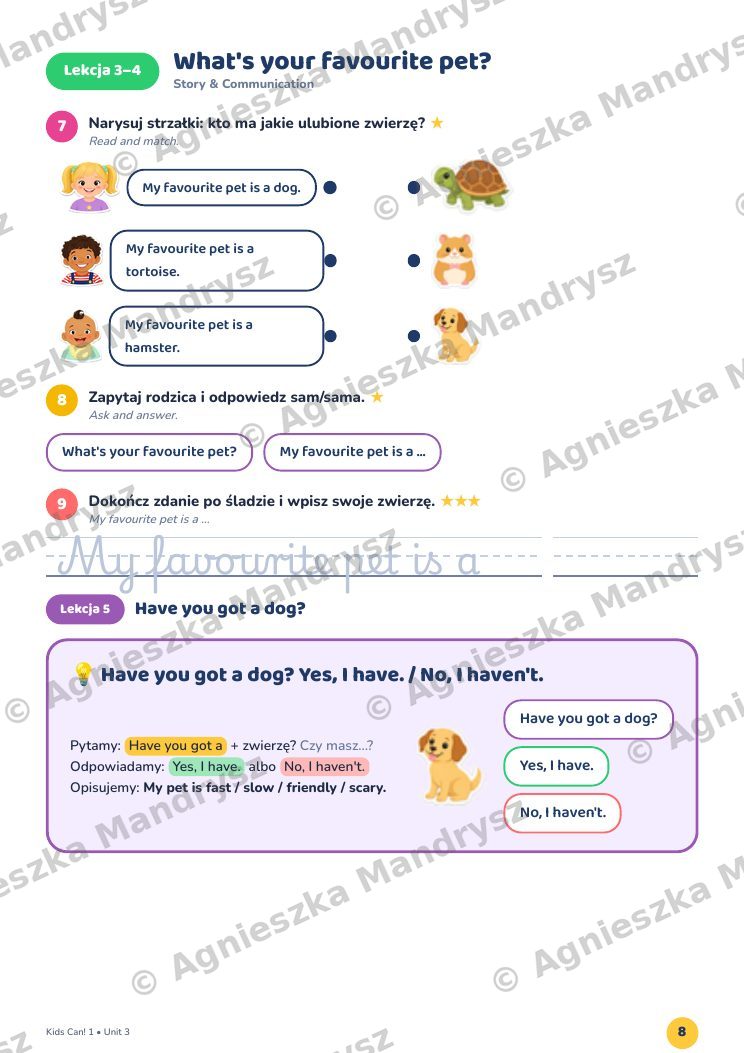 Lekcja 3–4
What's your favourite pet?
Story & Communication
7
Narysuj strzałki: kto ma jakie ulubione zwierzę? ★
Read and match.
My favourite pet is a dog.
My favourite pet is a
tortoise.
My favourite pet is a
hamster.
8
Zapytaj rodzica i odpowiedz sam/sama. ★
Ask and answer.
What's your favourite pet?
My favourite pet is a ...
9
Dokończ zdanie po śladzie i wpisz swoje zwierzę. ★★★
My favourite pet is a ...
My favourite pet is a
Lekcja 5
Have you got a dog?
💡 Have you got a dog? Yes, I have. / No, I haven't.
Pytamy: Have you got a + zwierzę? Czy masz...?
Odpowiadamy: Yes, I have. albo No, I haven't.
Opisujemy: My pet is fast / slow / friendly / scary.
Have you got a dog?
Yes, I have.
No, I haven't.
Kids Can! 1 • Unit 3
8
© Agnieszka Mandrysz